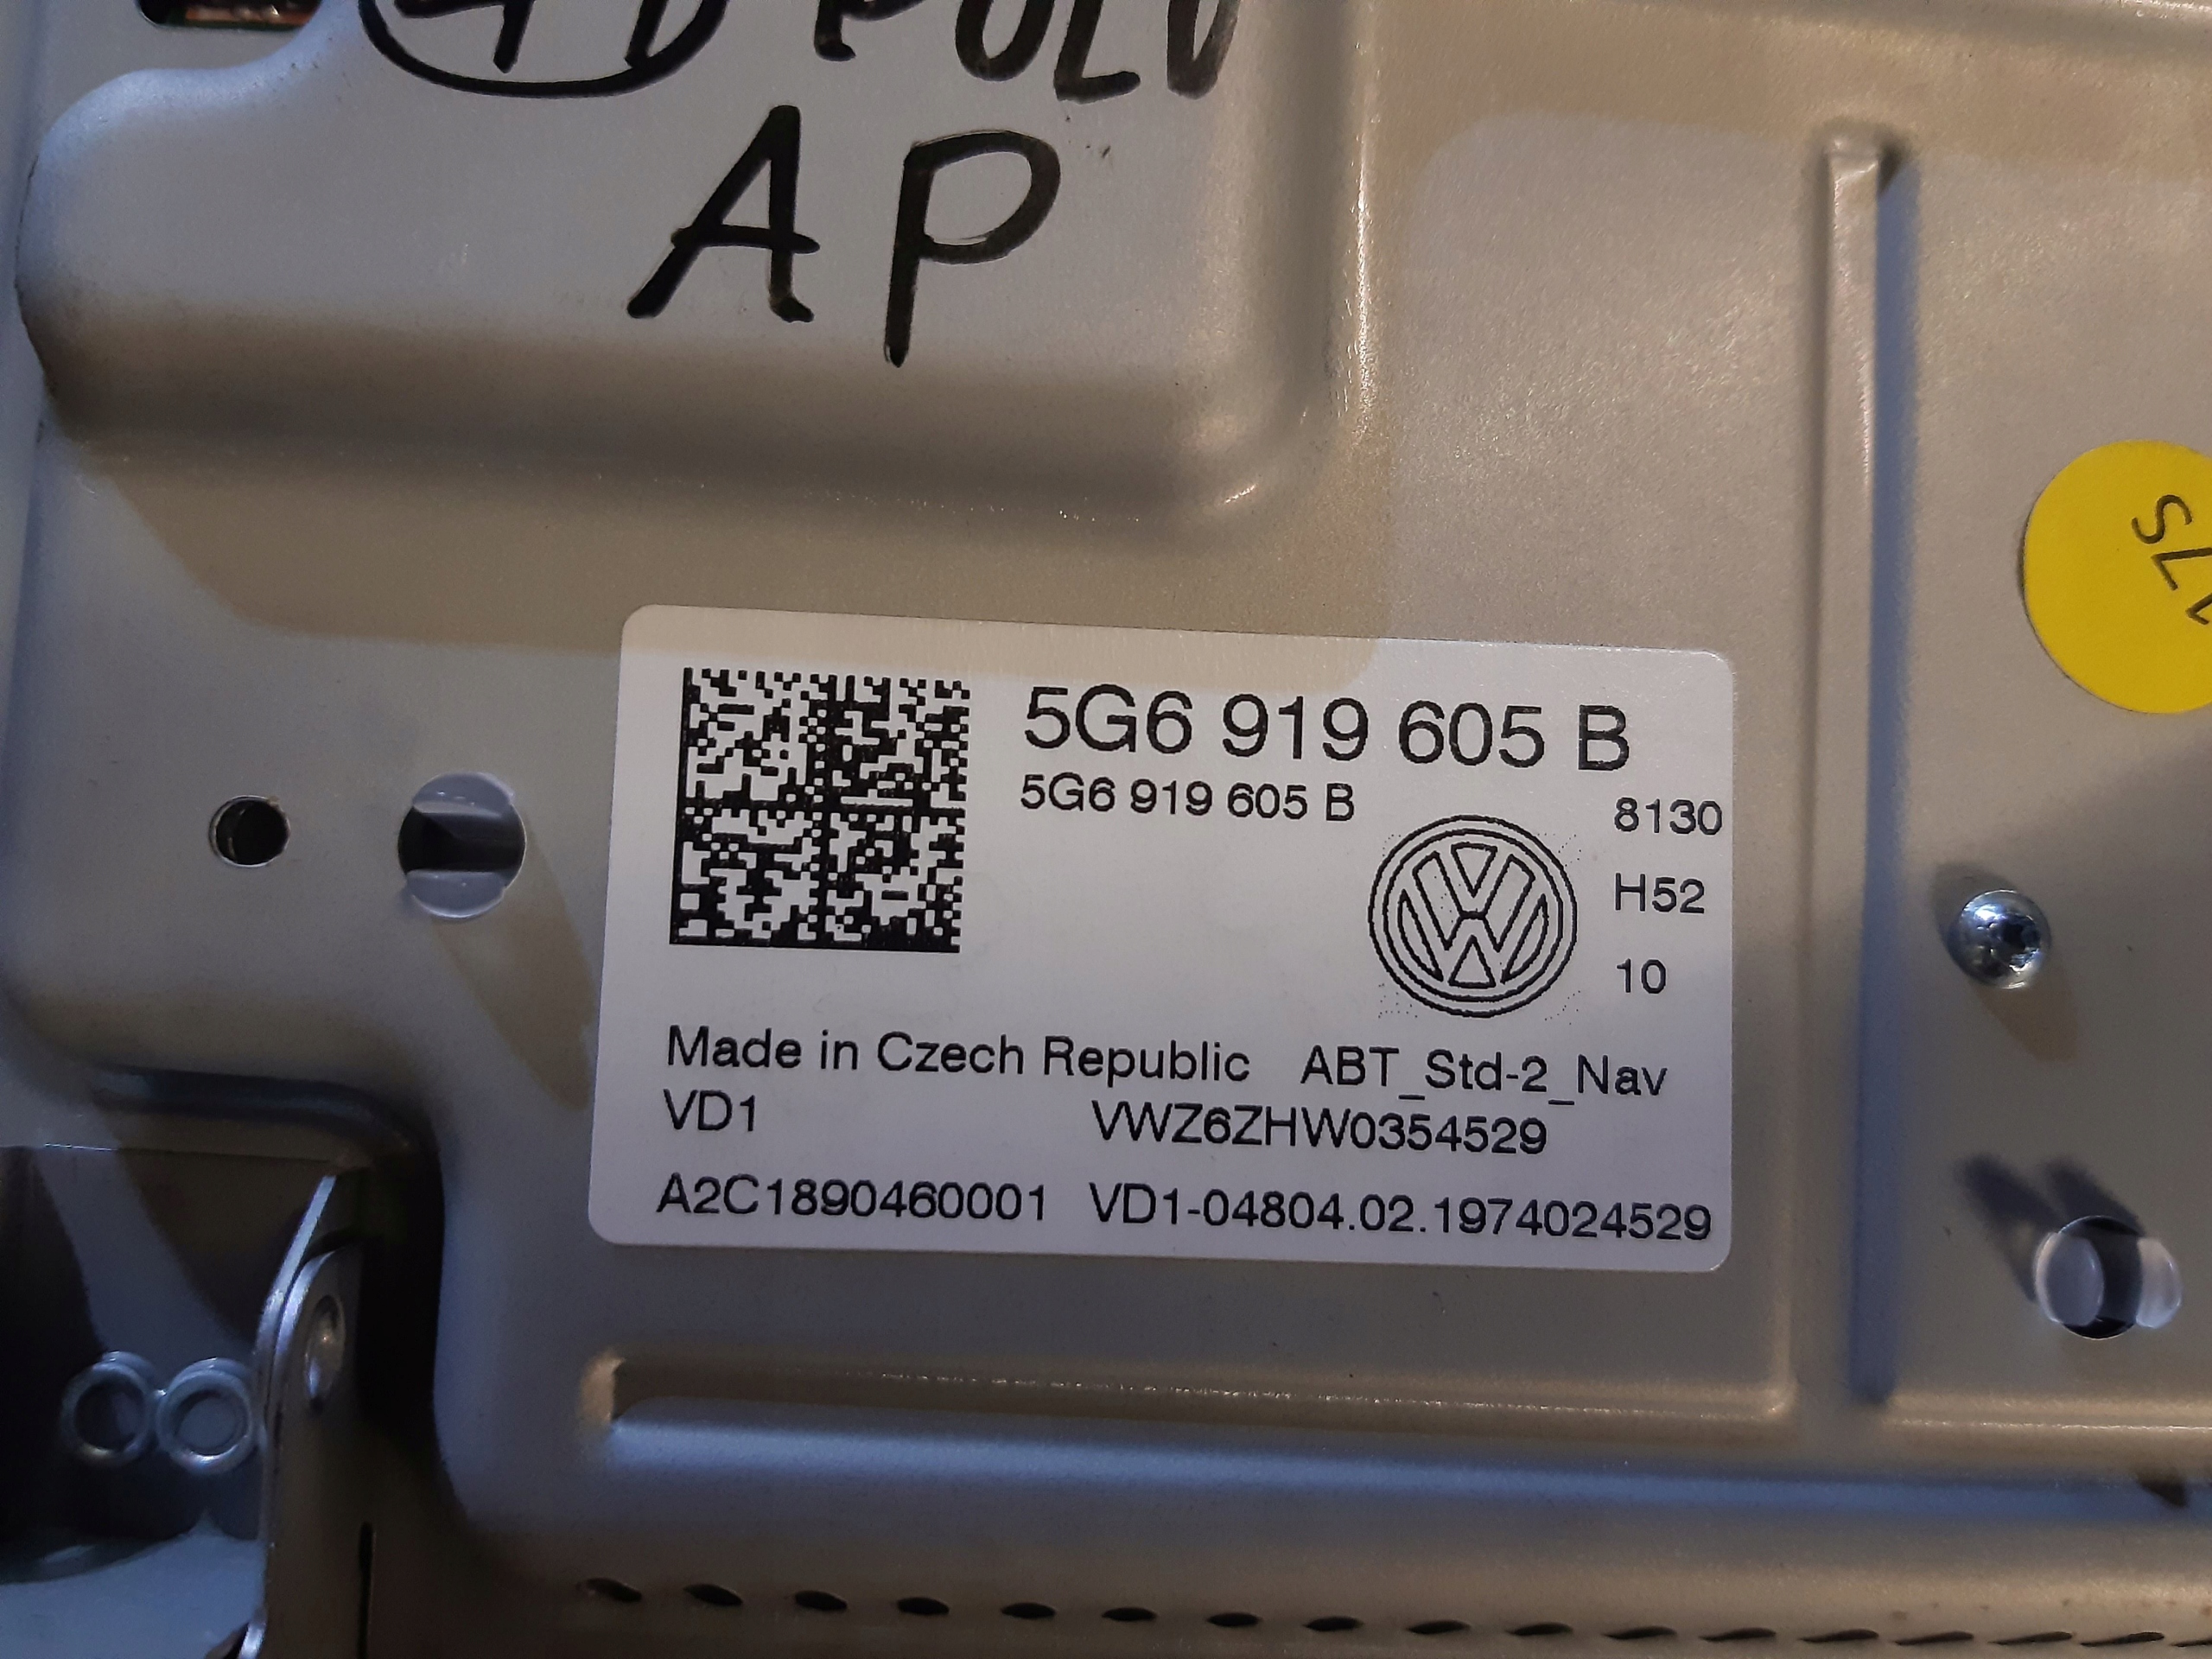 AP
5G6 919 605 B
5G6 919 605 B
8130
H52
10
Made in Czech Republic ABT_Std-2_Nav
VD1 VWZ6ZHW0354529
A2C1890460001 VD1-04804.02.1974024529